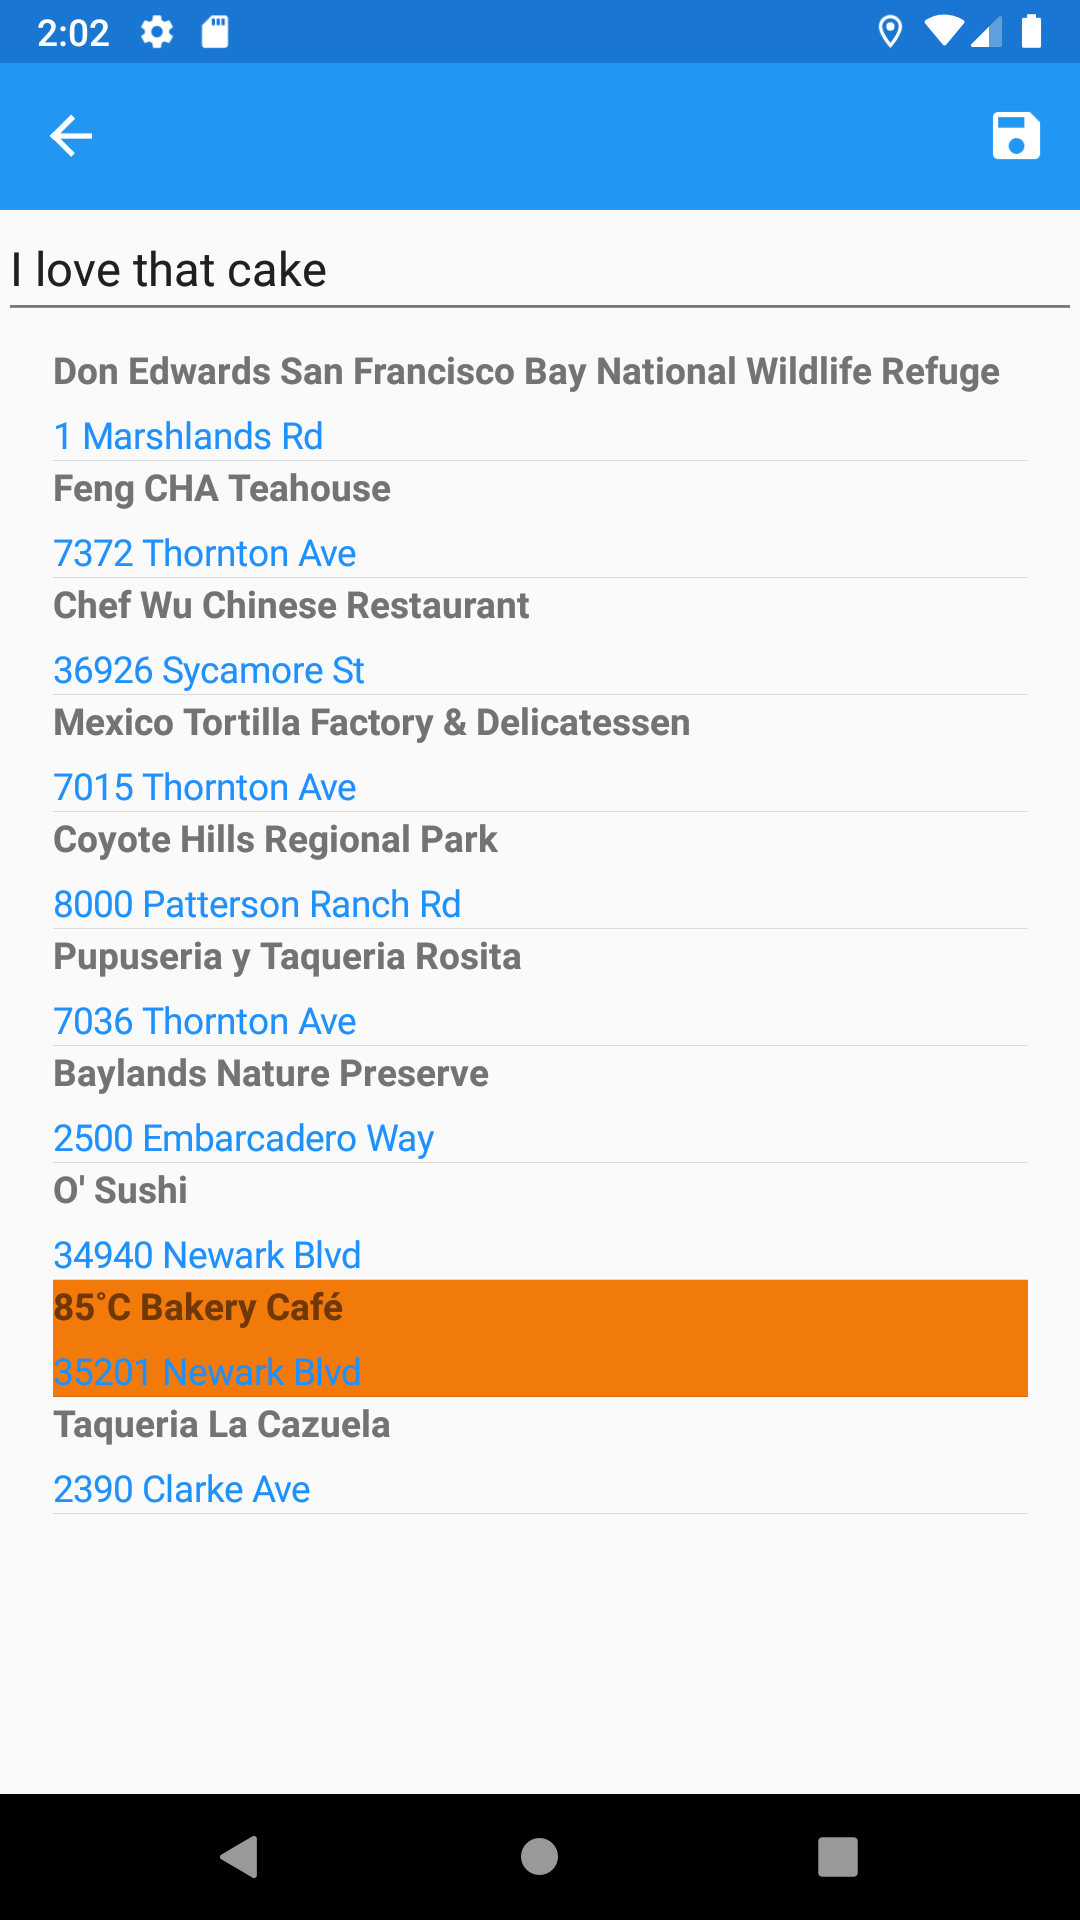 2:02
I love that cake
Don Edwards San Francisco Bay National Wildlife Refuge
1 Marshlands Rd
Feng CHA Teahouse
7372 Thornton Ave
Chef Wu Chinese Restaurant
36926 Sycamore St
Mexico Tortilla Factory & Delicatessen
7015 Thornton Ave
Coyote Hills Regional Park
8000 Patterson Ranch Rd
Pupuseria y Taqueria Rosita
7036 Thornton Ave
Baylands Nature Preserve
2500 Embarcadero Way
O' Sushi
34940 Newark Blvd
85°C Bakery Café
35201 Newark Blvd
Taqueria La Cazuela
2390 Clarke Ave